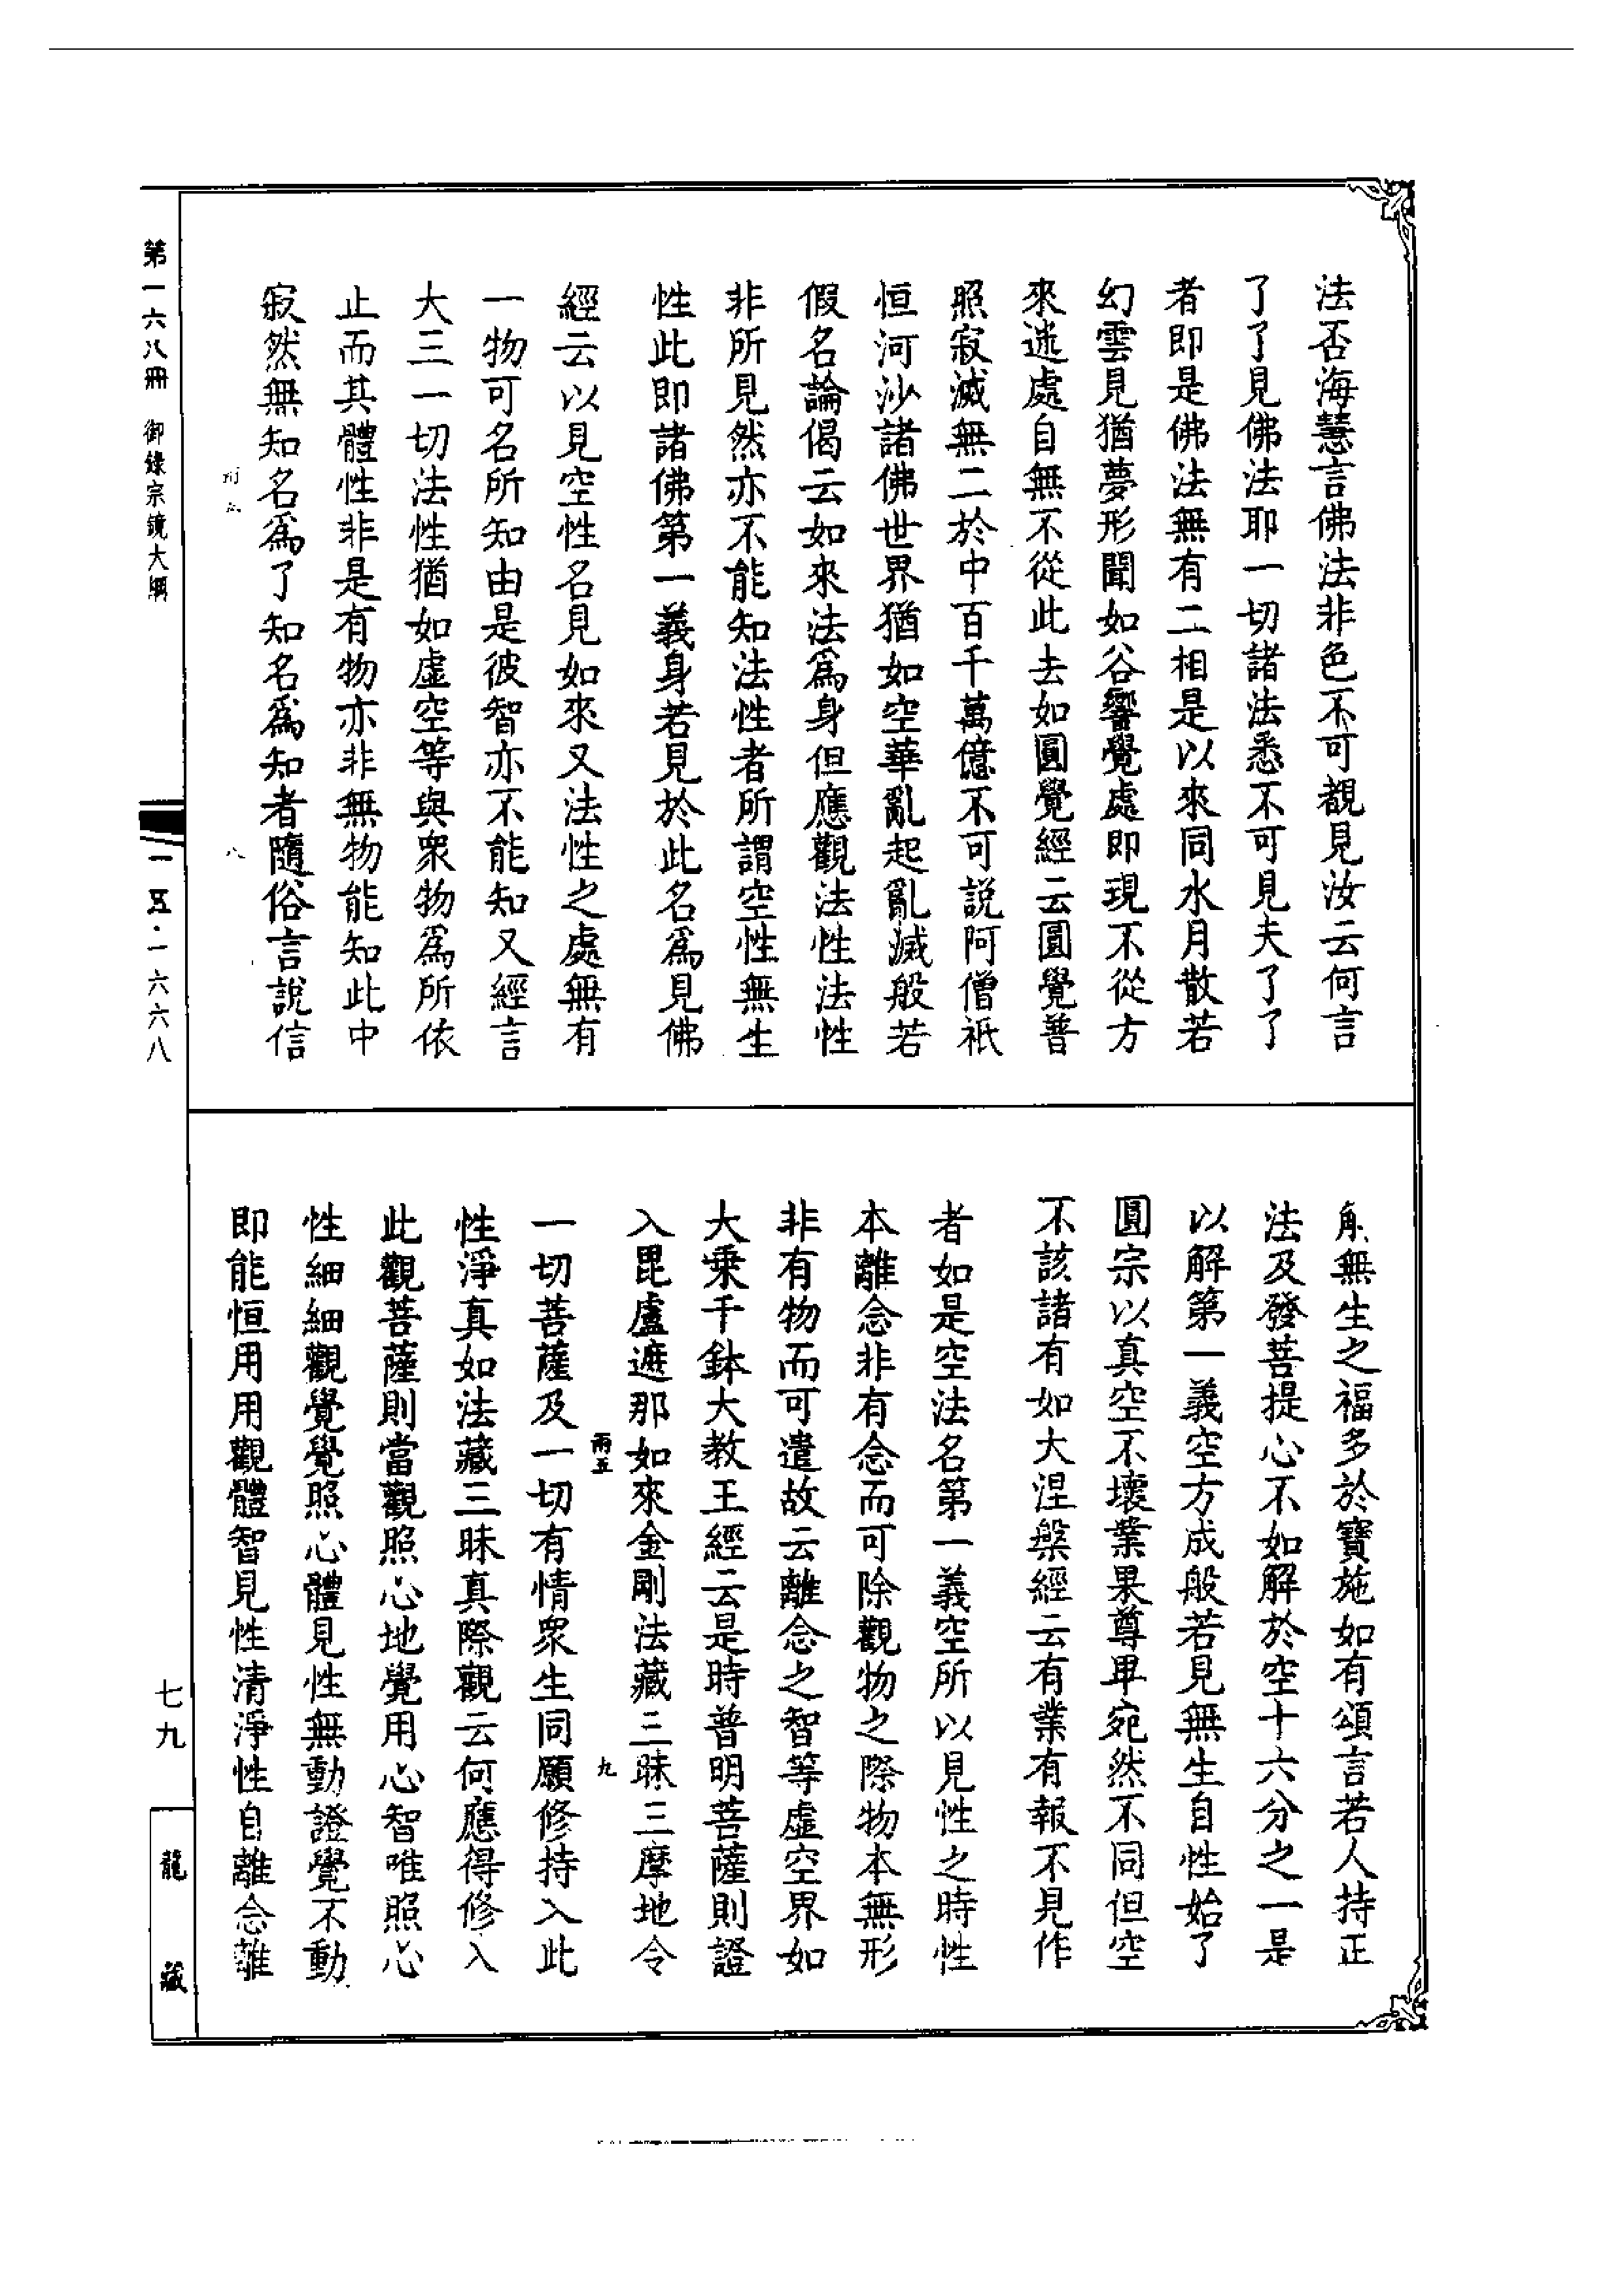 法否海慧言佛法非色不可覩見汝云何言
了了見佛法耶一切諸法悉不可見夫了了
者即是佛法無有二相是以來同水月散若
幻雲見猶夢形聞如谷響覺處即現不從方
來迷處自無不從此去如圓覺經云圓覺普
照寂滅無二於中百千萬億不可說阿僧祇
恒河沙諸佛世界猶如空華亂起亂滅般若
假名論偈云如來法為身但應觀法性法性
非所見然亦不能知法性者所謂空性無生
性此即諸佛第一義身若見於此名為見佛
經云以見空性名見如來又法性之處無有
一物可名所知由是彼智亦不能知又經言
大三一切法性猶如虛空等與眾物為所依
止而其體性非是有物亦非無物能知此中
寂然無知名為了知名為知者隨俗言說信
八
解無生之福多於寶施如有頌言若人持正
法及發菩提心不如解於空十六分之一是
以解第一義空方成般若見無生自性始了
圓宗以真空不壞業果尊卑宛然不同但空
不該諸有如大涅槃經云有業有報不見作
者如是空法名第一義空所以見性之時性
本離念非有念而可除觀物之際物本無形
非有物而可遣故云離念之智等虛空界如
大乗千鉢大教王經云是時普明菩薩則證
入毘盧遮那如來金剛法藏三昧三摩地令
兩五 九
一切菩薩及一切有情眾生同願修持入此
性淨真如法藏三昧真際觀云何應得修入
此觀菩薩則當觀照心地覺用心智唯照心
性細細觀覺覺照心體見性無動證覺不動
即能恒用用觀體智見性清淨性自離念離
第一六八冊 御錄宗鏡大綱
一五·一六六八
七九
龍藏